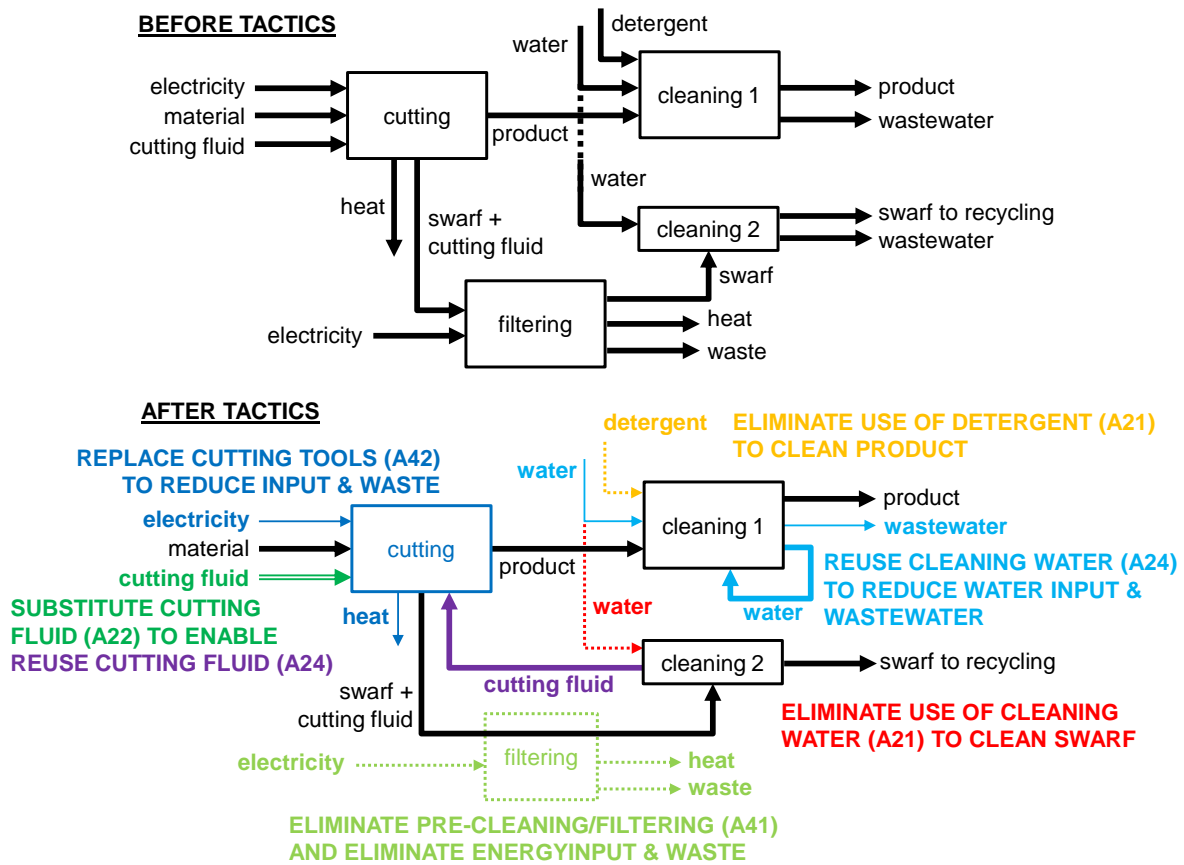 BEFORE TACTICS
detergent
water
electricity
material
cutting fluid
cutting
product
cleaning 1
product
wastewater
heat
swarf +
cutting fluid
water
cleaning 2
swarf to recycling
wastewater
swarf
electricity
filtering
heat
waste
AFTER TACTICS
detergent
ELIMINATE USE OF DETERGENT (A21)
TO CLEAN PRODUCT
REPLACE CUTTING TOOLS (A42)
TO REDUCE INPUT & WASTE
water
electricity
material
cutting fluid
cutting
product
cleaning 1
product
wastewater
SUBSTITUTE CUTTING
FLUID (A22) TO ENABLE
REUSE CUTTING FLUID (A24)
heat
water
water
REUSE CLEANING WATER (A24)
TO REDUCE WATER INPUT &
WASTEWATER
cleaning 2
swarf to recycling
cutting fluid
swarf +
cutting fluid
ELIMINATE USE OF CLEANING
WATER (A21) TO CLEAN SWARF
electricity
filtering
heat
waste
ELIMINATE PRE-CLEANING/FILTERING (A41)
AND ELIMINATE ENERGYINPUT & WASTE